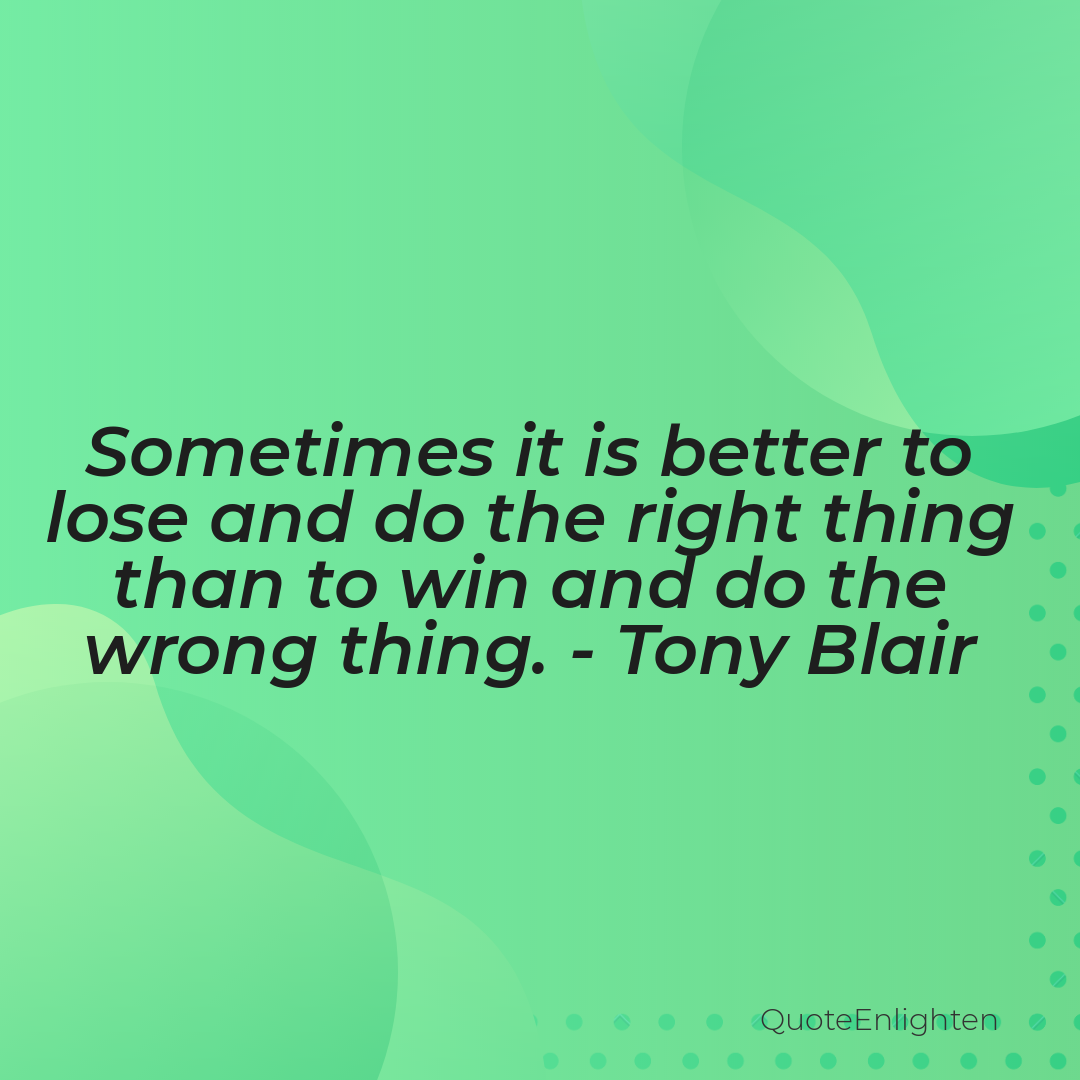 Sometimes it is better to
lose and do the right thing
than to win and do the
wrong thing. - Tony Blair
QuoteEnlighten